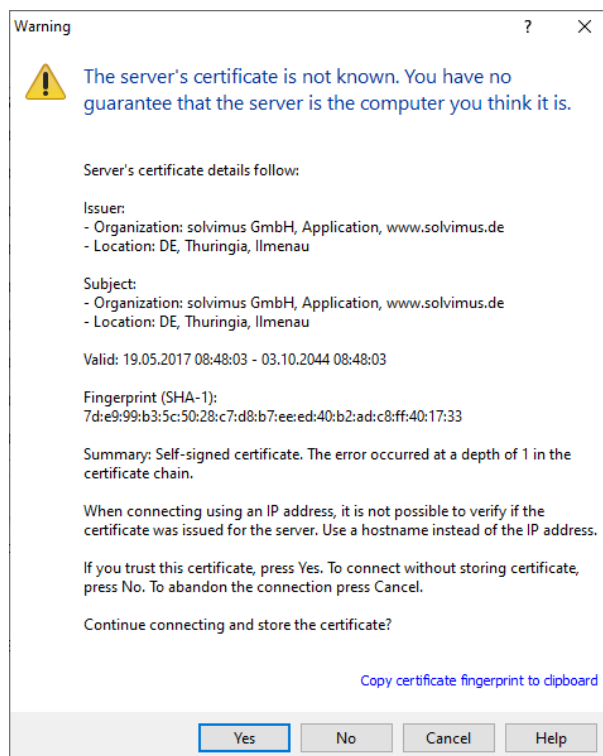 Warning
?
The server's certificate is not known. You have no
guarantee that the server is the computer you think it is.
Server's certificate details follow:
Issuer:
- Organization: solvimus GmbH, Application, www.solvimus.de
- Location: DE, Thuringia, Ilmenau
Subject:
- Organization: solvimus GmbH, Application, www.solvimus.de
- Location: DE, Thuringia, Ilmenau
Valid: 19.05.2017 08:48:03 - 03.10.2044 08:48:03
Fingerprint (SHA-1):
7d:e9:99:b3:5c:50:28:c7:d8:b7:ee:ed:40:b2:ad:c8:ff:40:17:33
Summary: Self-signed certificate. The error occurred at a depth of 1 in the
certificate chain.
When connecting using an IP address, it is not possible to verify if the
certificate was issued for the server. Use a hostname instead of the IP address.
If you trust this certificate, press Yes. To connect without storing certificate,
press No. To abandon the connection press Cancel.
Continue connecting and store the certificate?
Copy certificate fingerprint to clipboard
Yes
No
Cancel
Help